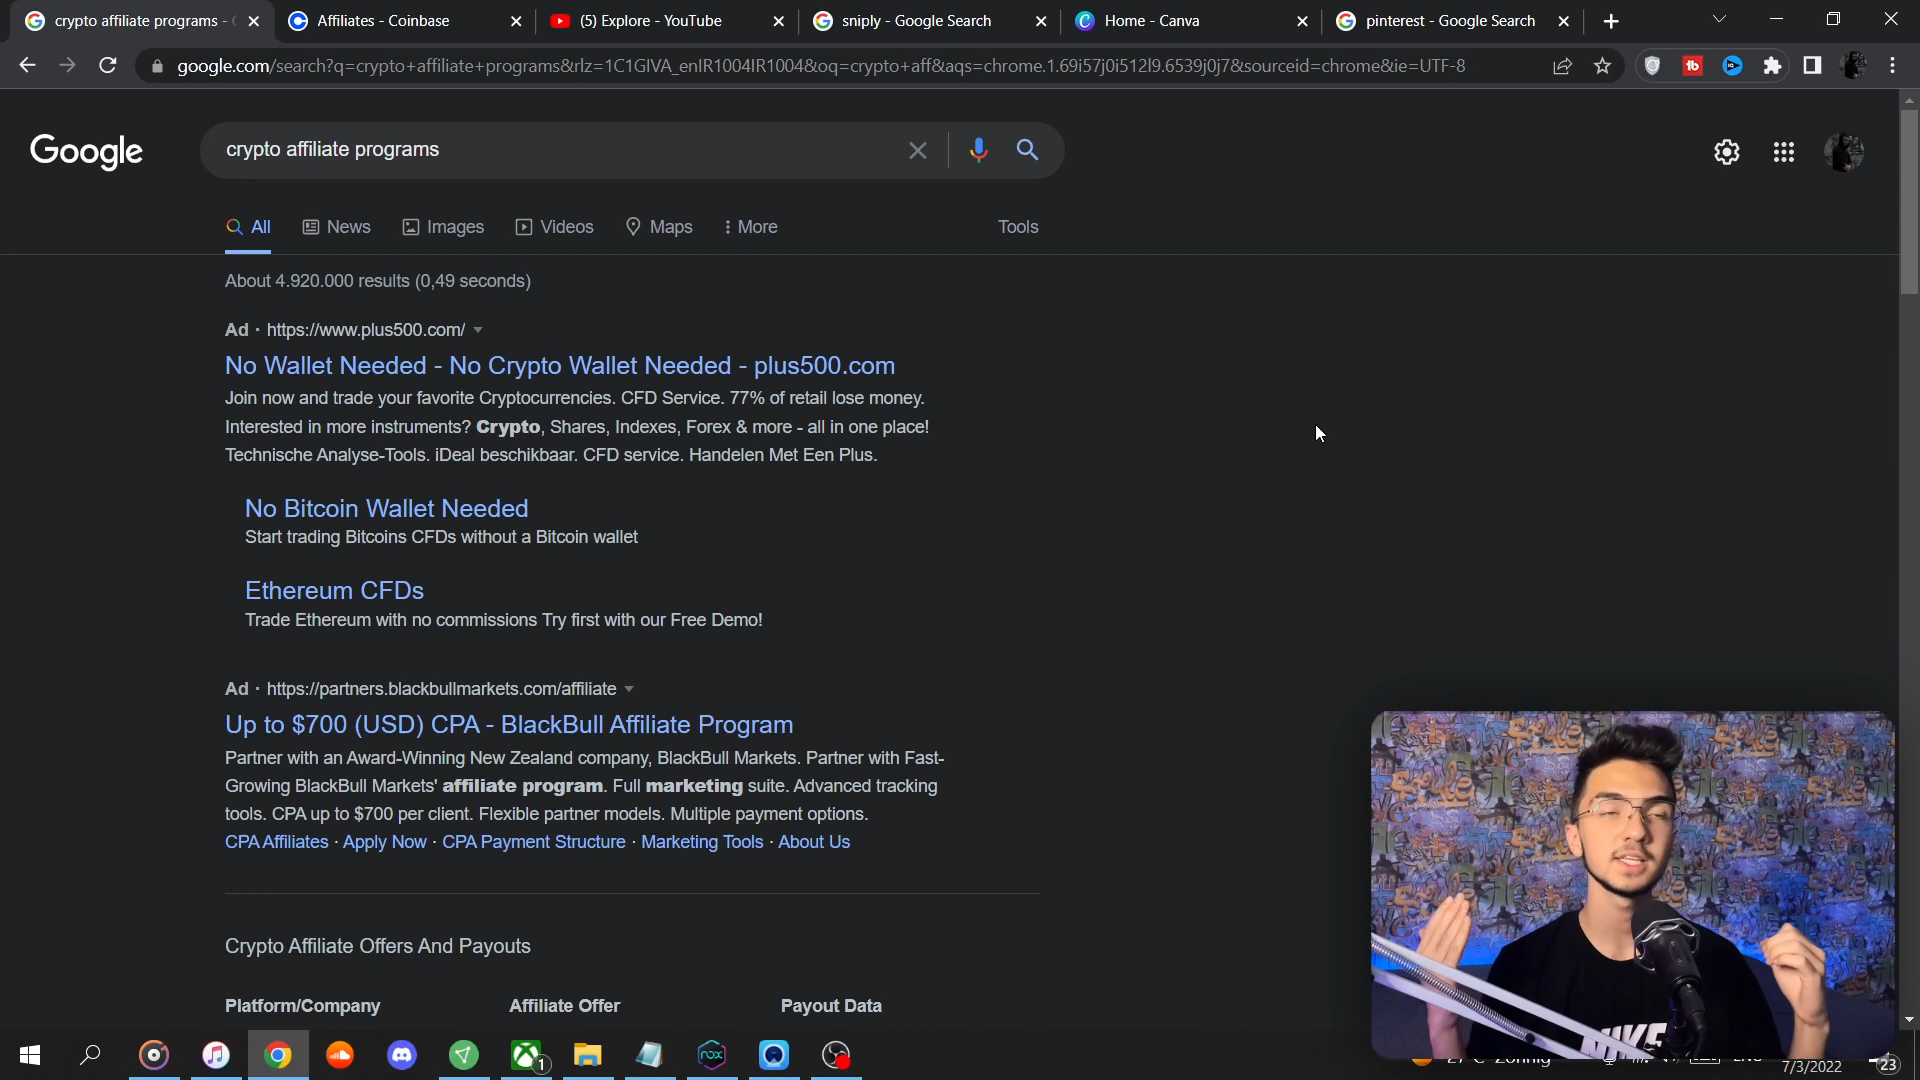 crypto affiliate programs -
Affiliates - Coinbase
(5) Explore - YouTube
sniply - Google Search
Home - Canva
pinterest - Google Search
google.com/search?q=crypto+affiliate+programs&rlz=1C1GIVA_enIR1004IR1004&oq=crypto+aff&aqs=chrome.1.69i57j0i512l9.6539j0j7&sourceid=chrome&ie=UTF-8
Google
crypto affiliate programs
All
News
Images
Videos
Maps
More
Tools
About 4.920.000 results (0,49 seconds)
Ad · https://www.plus500.com/
No Wallet Needed - No Crypto Wallet Needed - plus500.com
Join now and trade your favorite Cryptocurrencies. CFD Service. 77% of retail lose money.
Interested in more instruments? Crypto, Shares, Indexes, Forex & more - all in one place!
Technische Analyse-Tools. iDeal beschikbaar. CFD service. Handelen Met Een Plus.
No Bitcoin Wallet Needed
Start trading Bitcoins CFDs without a Bitcoin wallet
Ethereum CFDs
Trade Ethereum with no commissions Try first with our Free Demo!
Ad · https://partners.blackbullmarkets.com/affiliate
Up to $700 (USD) CPA - BlackBull Affiliate Program
Partner with an Award-Winning New Zealand company, BlackBull Markets. Partner with Fast-
Growing BlackBull Markets' affiliate program. Full marketing suite. Advanced tracking
tools. CPA up to $700 per client. Flexible partner models. Multiple payment options.
CPA Affiliates · Apply Now · CPA Payment Structure · Marketing Tools · About Us
Crypto Affiliate Offers And Payouts
Platform/Company
Affiliate Offer
Payout Data
NIKE
nox
1
7/3/2022
23